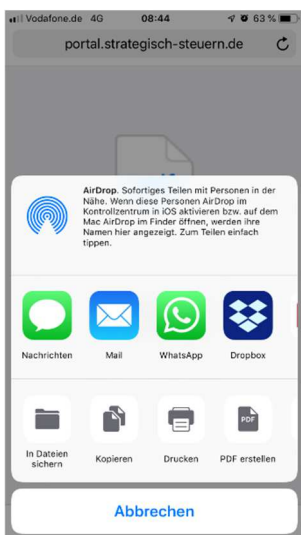 Vodafone.de 4G 08:44 63 %
portal.strategisch-steuern.de
AirDrop. Sofortiges Teilen mit Personen in der
Nähe. Wenn diese Personen AirDrop im
Kontrollzentrum in iOS aktivieren bzw. auf dem
Mac AirDrop im Finder öffnen, werden ihre
Namen hier angezeigt. Zum Teilen einfach
tippen.
Nachrichten Mail WhatsApp Dropbox
PDF
In Dateien
sichern Kopieren Drucken PDF erstellen
Abbrechen